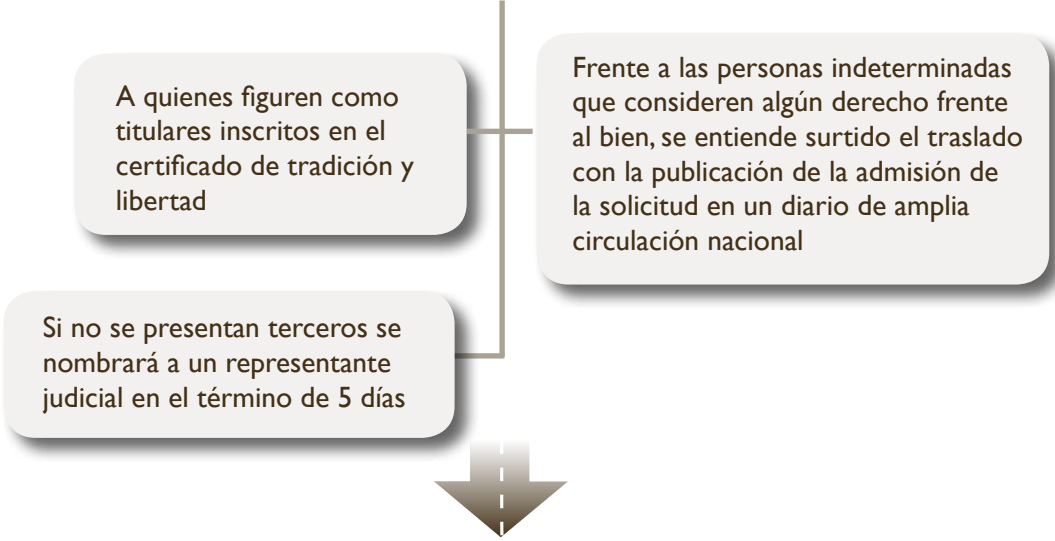 A quienes figuren como
titulares inscritos en el
certificado de tradición y
libertad
Frente a las personas indeterminadas
que consideren algún derecho frente
al bien, se entiende surtido el traslado
con la publicación de la admisión de
la solicitud en un diario de amplia
circulación nacional
Si no se presentan terceros se
nombrará a un representante
judicial en el término de 5 días